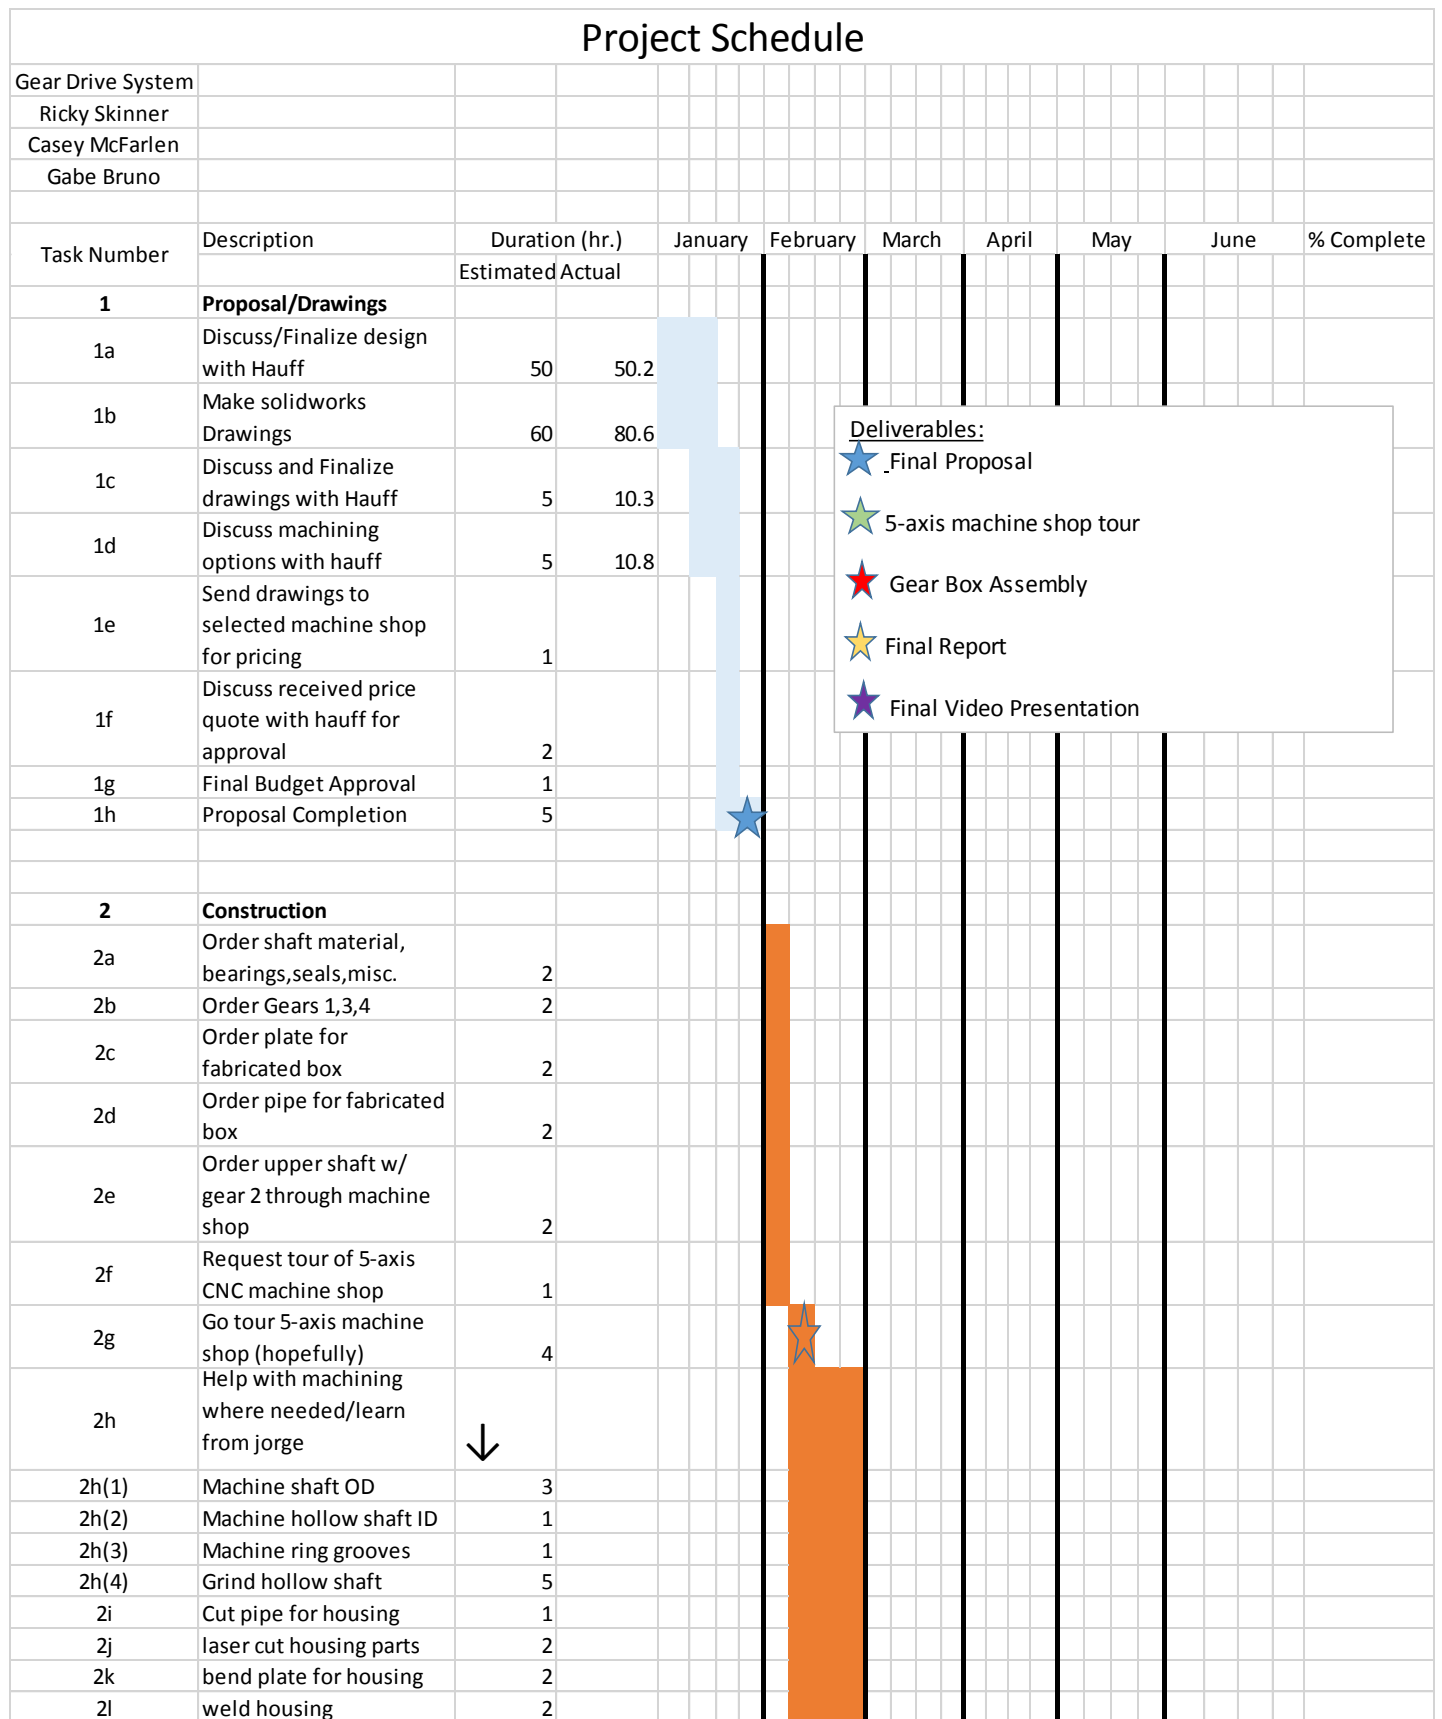 Project Schedule
Gear Drive System
Ricky Skinner
Casey McFarlen
Gabe Bruno
Task Number Description Duration (hr.) January February March April May June % Complete
Estimated Actual
1 Proposal/Drawings
1a Discuss/Finalize design
with Hauff 50 50.2
1b Make solidworks
Drawings 60 80.6
1c Discuss and Finalize
drawings with Hauff 5 10.3
1d Discuss machining
options with hauff 5 10.8
1e Send drawings to
selected machine shop
for pricing 1
1f Discuss received price
quote with hauff for
approval 2
1g Final Budget Approval 1
1h Proposal Completion 5
Deliverables:
Final Proposal
5-axis machine shop tour
Gear Box Assembly
Final Report
Final Video Presentation
2 Construction
2a Order shaft material,
bearings,seals,misc. 2
2b Order Gears 1,3,4 2
2c Order plate for
fabricated box 2
2d Order pipe for fabricated
box 2
2e Order upper shaft w/
gear 2 through machine
shop 2
2f Request tour of 5-axis
CNC machine shop 1
2g Go tour 5-axis machine
shop (hopefully) 4
2h Help with machining
where needed/learn
from jorge
2h(1) Machine shaft OD 3
2h(2) Machine hollow shaft ID 1
2h(3) Machine ring grooves 1
2h(4) Grind hollow shaft 5
2i Cut pipe for housing 1
2j laser cut housing parts 2
2k bend plate for housing 2
2l weld housing 2